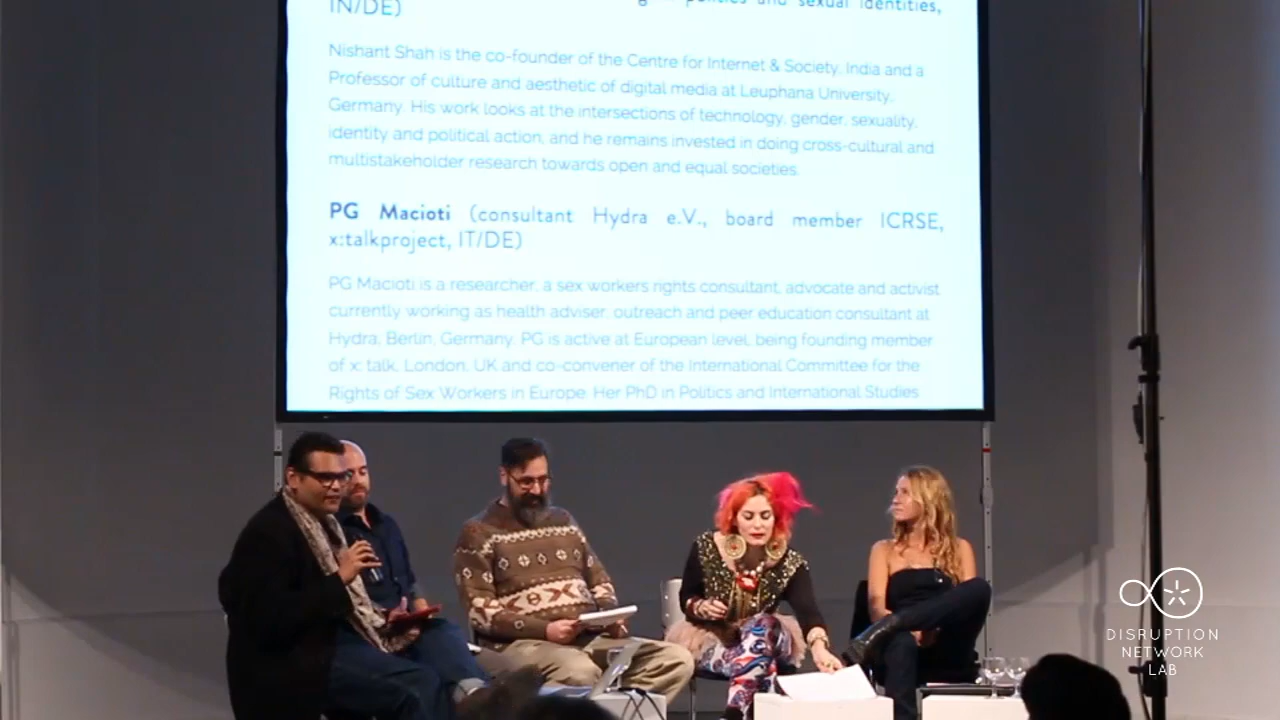 politics and sexual identities,
IN/DE)
Nishant Shah is the co-founder of the Centre for Internet & Society, India and a
Professor of culture and aesthetic of digital media at Leuphana University,
Germany. His work looks at the intersections of technology, gender, sexuality,
identity and political action, and he remains invested in doing cross-cultural and
multistakeholder research towards open and equal societies.
PG Macioti (consultant Hydra e.V., board member ICRSE,
x:talkproject, IT/DE)
PG Macioti is a researcher, a sex workers rights consultant, advocate and activist
currently working as health adviser, outreach and peer education consultant at
Hydra, Berlin, Germany. PG is active at European level, being founding member
of x: talk, London, UK and co-convener of the International Committee for the
Rights of Sex Workers in Europe. Her PhD in Politics and International Studies
DISRUPTION
NETWORK
LAB